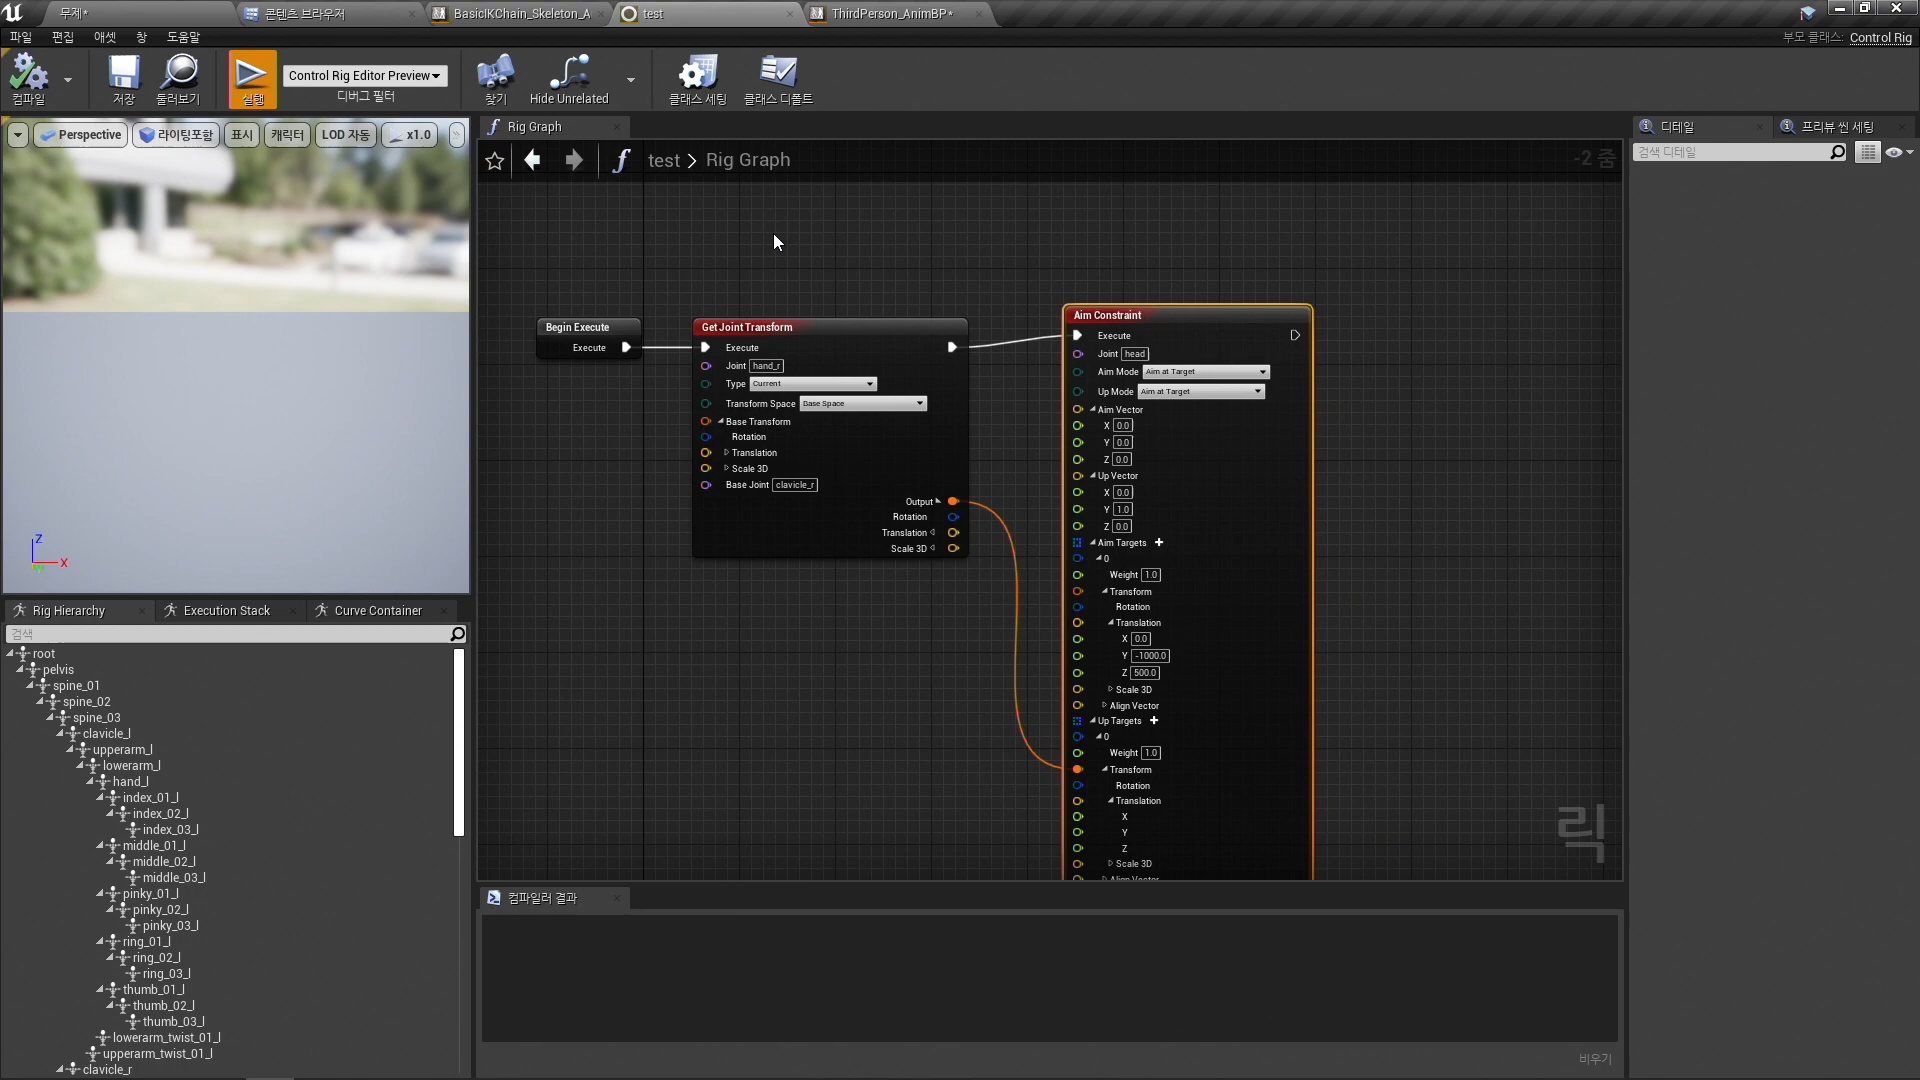 무제*
콘텐츠 브라우저
BasicIKChain_Skeleton_A
test
ThirdPerson_AnimBP*
파일 편집 애셋 창 도움말
부모 클래스: Control Rig
컴파일
저장
둘러보기
실행
Control Rig Editor Preview
디버그 필터
찾기
Hide Unrelated
클래스 세팅
클래스 디폴트
Perspective
라이팅포함
표시
캐릭터
LOD 자동
x1.0
Z
X
Rig Graph
test > Rig Graph
-2 줌
Begin Execute
Execute
Get Joint Transform
Execute
Joint hand_r
Type Current
Transform Space Base Space
Base Transform
Rotation
Translation
Scale 3D
Base Joint clavicle_r
Output
Rotation
Translation
Scale 3D
Aim Constraint
Execute
Joint head
Aim Mode Aim at Target
Up Mode Aim at Target
Aim Vector
X 0.0
Y 0.0
Z 0.0
Up Vector
X 0.0
Y 1.0
Z 0.0
Aim Targets
0
Weight 1.0
Transform
Rotation
Translation
X 0.0
Y -1000.0
Z 500.0
Scale 3D
Align Vector
Up Targets
0
Weight 1.0
Transform
Rotation
Translation
X
Y
Z
Scale 3D
Align Vector
릭
디테일
프리뷰 씬 세팅
검색 디테일
Rig Hierarchy
Execution Stack
Curve Container
검색
root
pelvis
spine_01
spine_02
spine_03
clavicle_l
upperarm_l
lowerarm_l
hand_l
index_01_l
index_02_l
index_03_l
middle_01_l
middle_02_l
middle_03_l
pinky_01_l
pinky_02_l
pinky_03_l
ring_01_l
ring_02_l
ring_03_l
thumb_01_l
thumb_02_l
thumb_03_l
lowerarm_twist_01_l
upperarm_twist_01_l
clavicle_r
컴파일러 결과
비우기